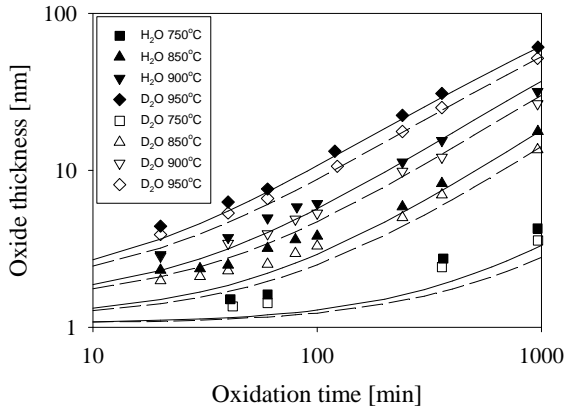 100
H₂O 750°C
H₂O 850°C
H₂O 900°C
D₂O 950°C
D₂O 750°C
D₂O 850°C
D₂O 900°C
D₂O 950°C
Oxide thickness [nm]
10
1
10
100
1000
Oxidation time [min]